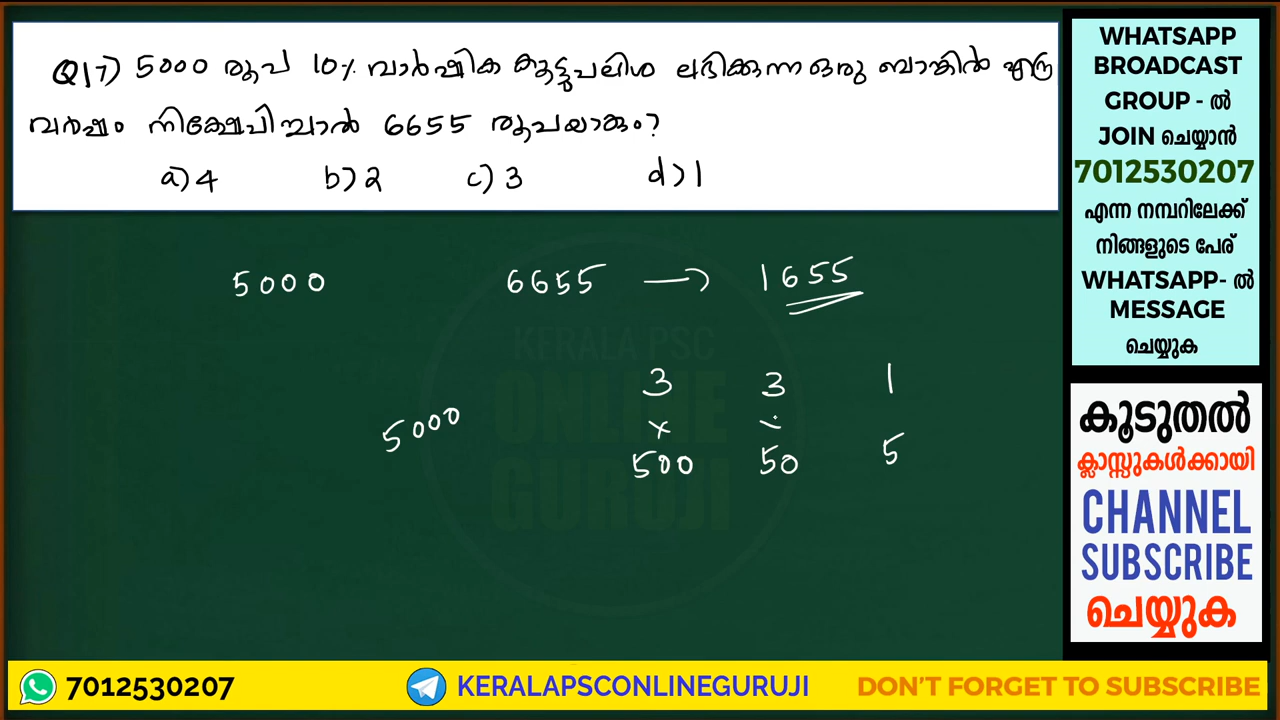 Q17) 5000 രൂപ 10% വാർഷിക കൂട്ടുപലിശ ലഭിക്കുന്ന ഒരു ബാങ്കിൽ എത്ര
വർഷം നിക്ഷേപിച്ചാൽ 6655 രൂപയാകും?
a) 4 b) 2 c) 3 d) 1
5000 6655 → 1655
KERALA PSC
ONLINE
GURUJI
3 3 1
× ÷
5000 500 50 5
WHATSAPP
BROADCAST
GROUP - ൽ
JOIN ചെയ്യാൻ
7012530207
എന്ന നമ്പറിലേക്ക്
നിങ്ങളുടെ പേര്
WHATSAPP- ൽ
MESSAGE
ചെയ്യുക
കൂടുതൽ
ക്ലാസ്സുകൾക്കായി
CHANNEL
SUBSCRIBE
ചെയ്യുക
7012530207 KERALAPSCONLINEGURUJI DON'T FORGET TO SUBSCRIBE